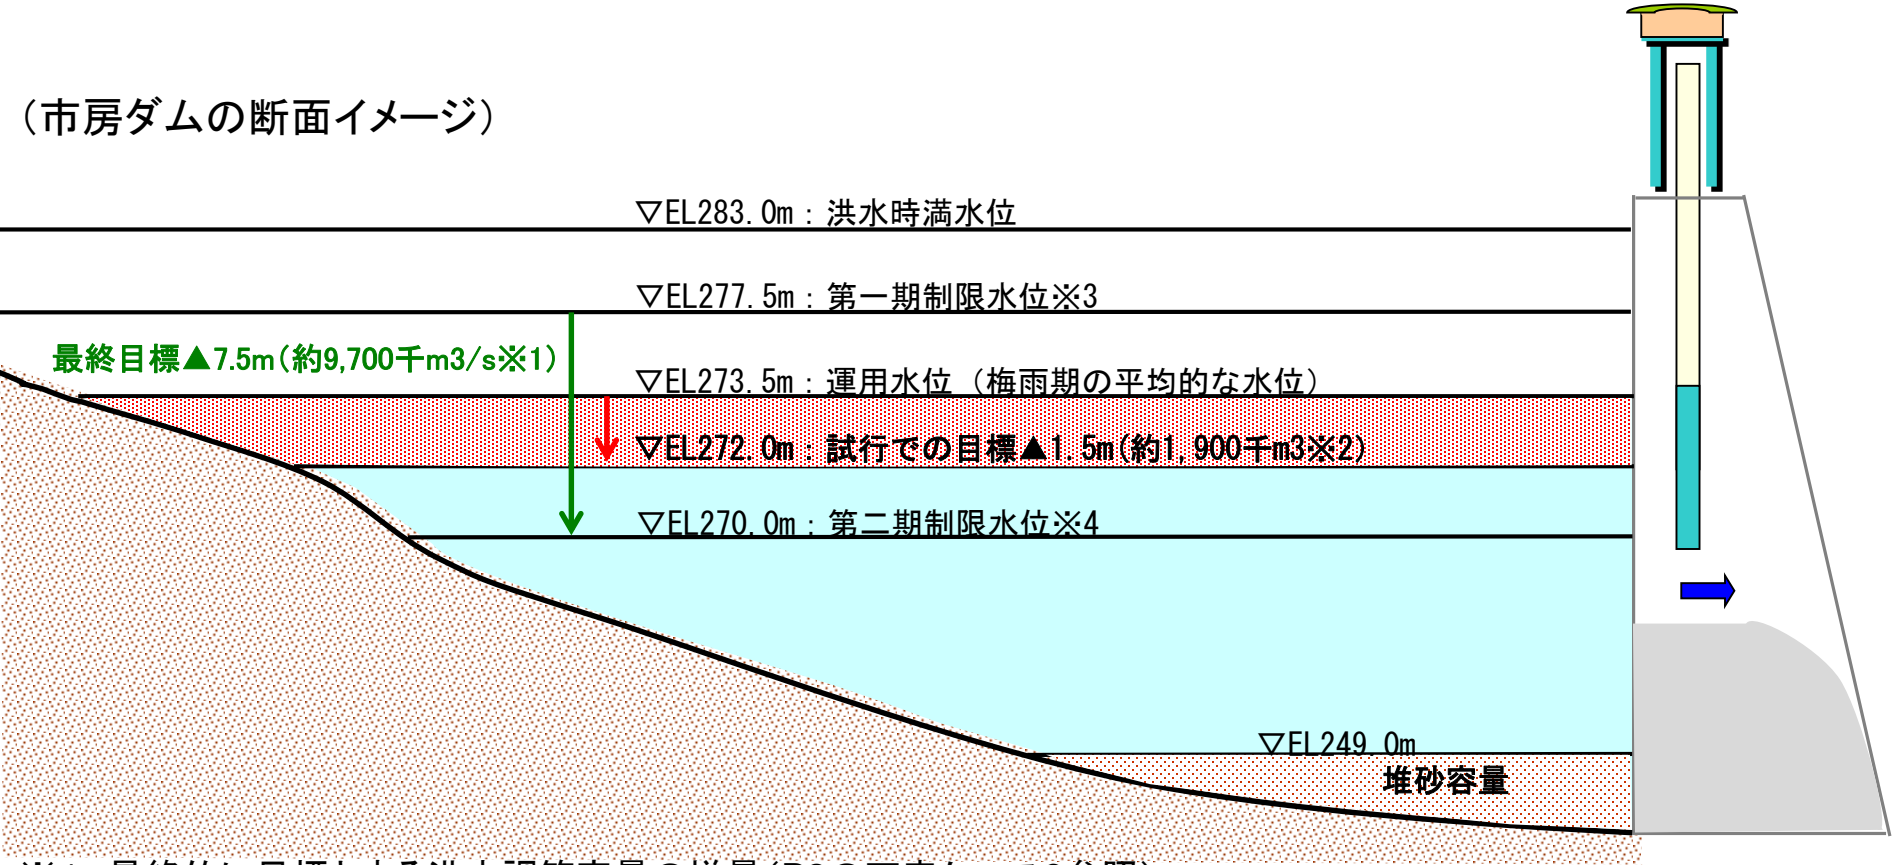 （市房ダムの断面イメージ）
▽EL283.0m：洪水時満水位
▽EL277.5m：第一期制限水位※3
最終目標▲7.5m（約9,700千m3/s※1）
▽EL273.5m：運用水位（梅雨期の平均的な水位）
▽EL272.0m：試行での目標▲1.5m（約1,900千m3※2）
▽EL270.0m：第二期制限水位※4
▽EL249.0m
堆砂容量